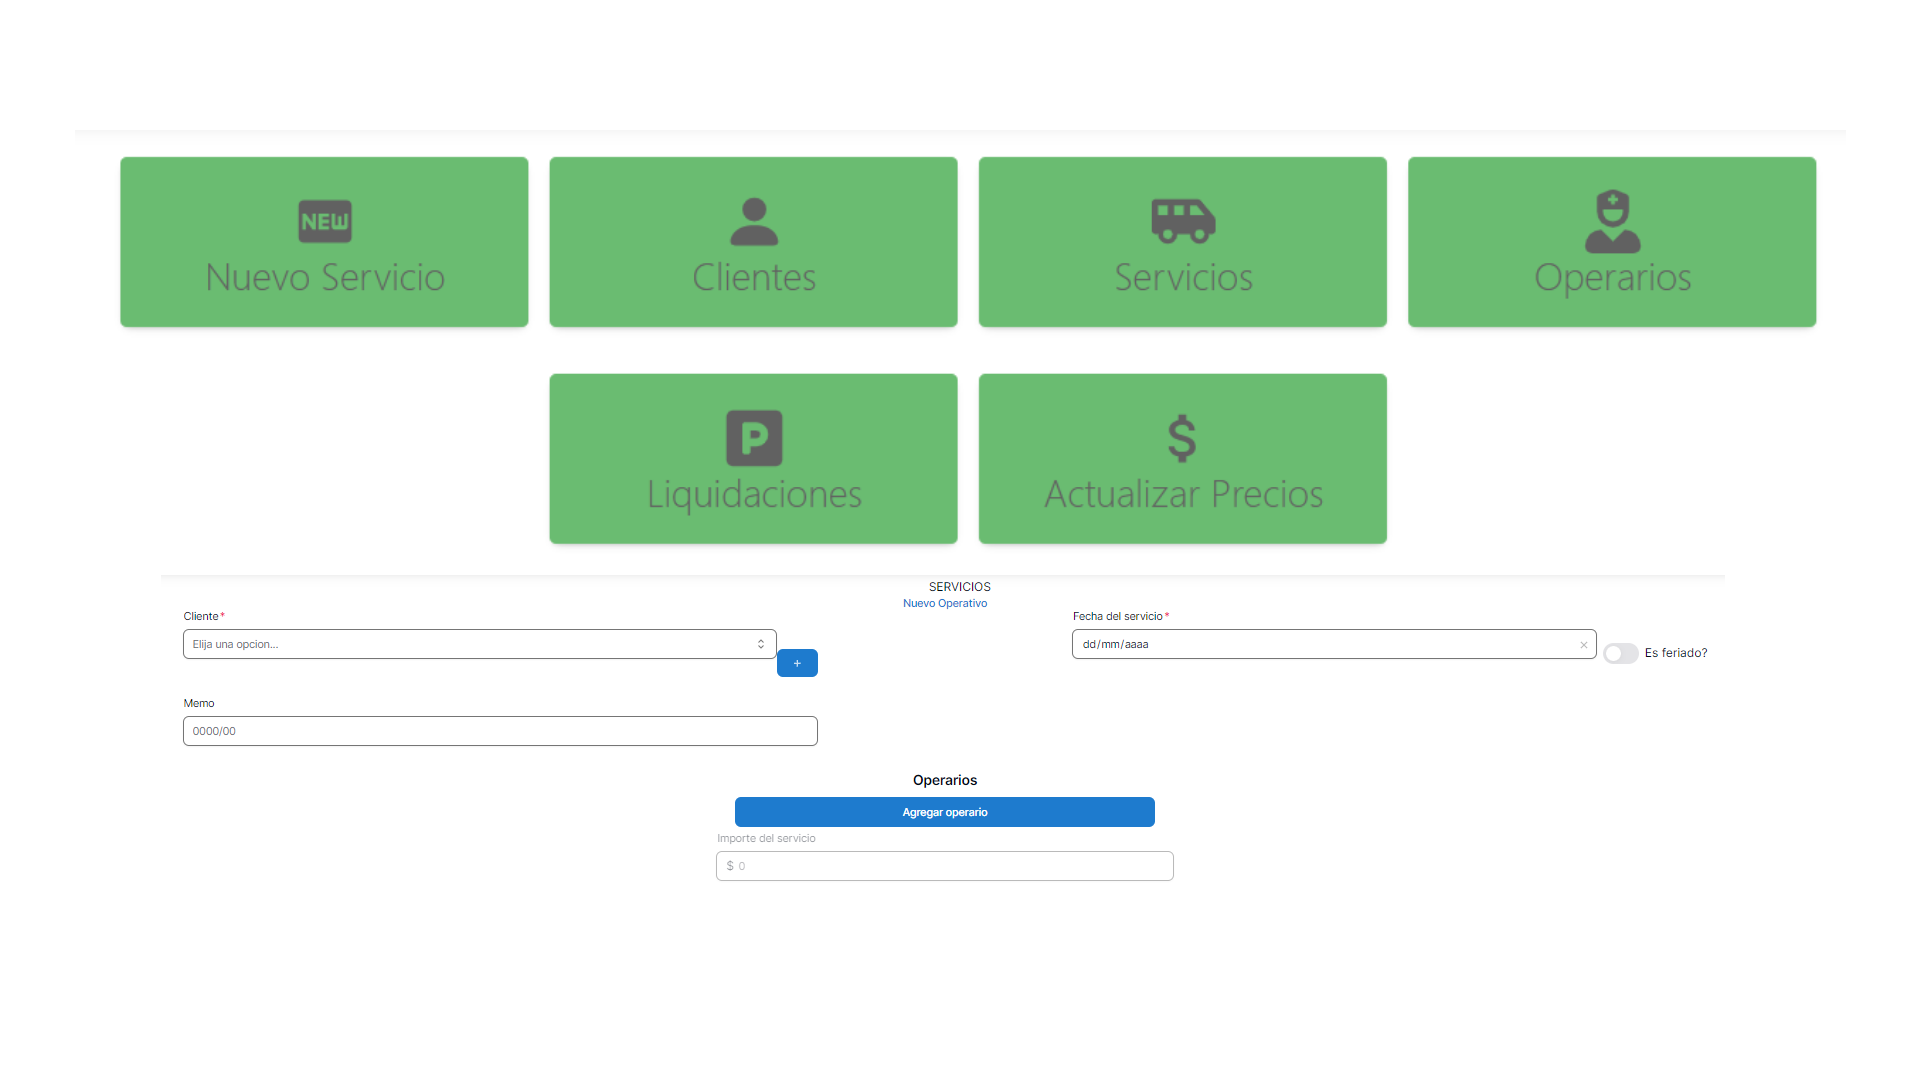 NEW
Nuevo Servicio
Clientes
Servicios
Operarios
P
Liquidaciones
$
Actualizar Precios
SERVICIOS
Nuevo Operativo
Cliente*
Elija una opcion...
+
Fecha del servicio*
dd/mm/aaaa
Es feriado?
Memo
0000/00
Operarios
Agregar operario
Importe del servicio
$ 0